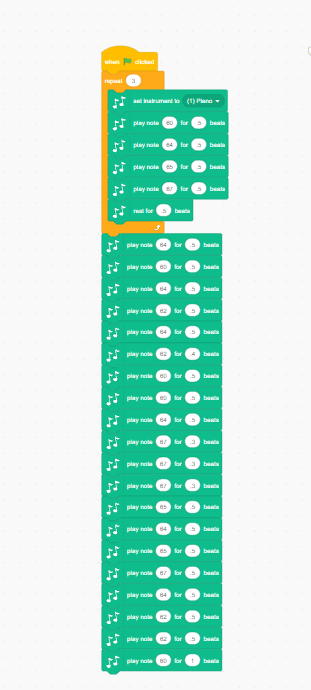 when clicked
repeat 3
set instrument to (1) Piano
play note 60 for .5 beats
play note 64 for .5 beats
play note 65 for .5 beats
play note 67 for .5 beats
rest for .5 beats
play note 64 for .5 beats
play note 60 for .5 beats
play note 64 for .5 beats
play note 62 for .5 beats
play note 64 for .5 beats
play note 62 for .4 beats
play note 60 for .5 beats
play note 60 for .5 beats
play note 64 for .5 beats
play note 67 for .3 beats
play note 67 for .3 beats
play note 67 for .3 beats
play note 65 for .5 beats
play note 64 for .5 beats
play note 65 for .5 beats
play note 67 for .5 beats
play note 64 for .5 beats
play note 62 for .5 beats
play note 62 for .5 beats
play note 60 for 1 beats